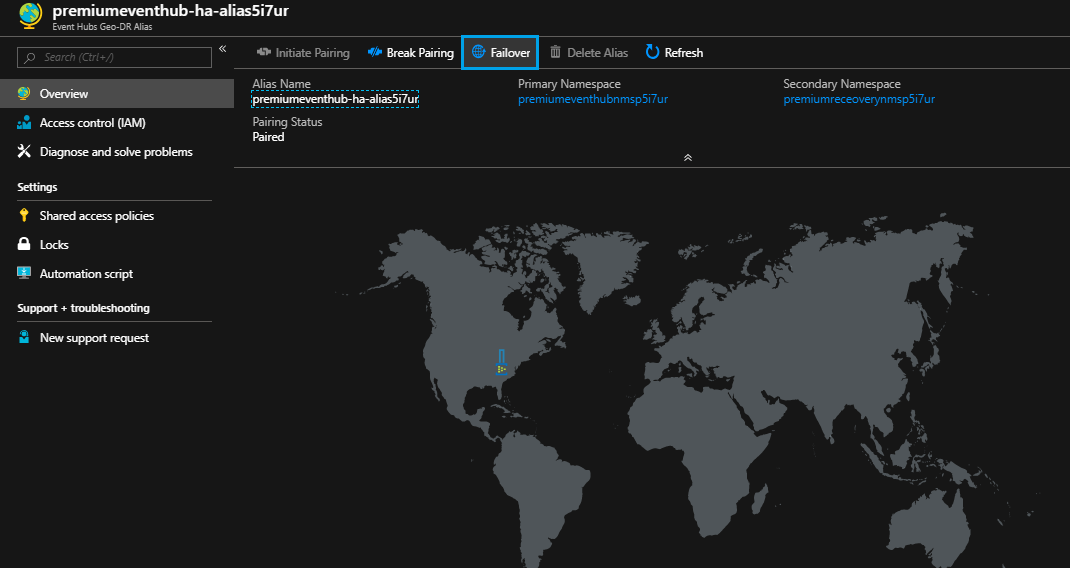 premiumeventhub-ha-alias5i7ur
Event Hubs Geo-DR Alias
Search (Ctrl+/)
«
Initiate Pairing Break Pairing Failover Delete Alias Refresh
Overview
Access control (IAM)
Diagnose and solve problems
Settings
Shared access policies
Locks
Automation script
Support + troubleshooting
New support request
Alias Name
premiumeventhub-ha-alias5i7ur
Primary Namespace
premiumeventhubnmsp5i7ur
Secondary Namespace
premiumreceoverynmsp5i7ur
Pairing Status
Paired